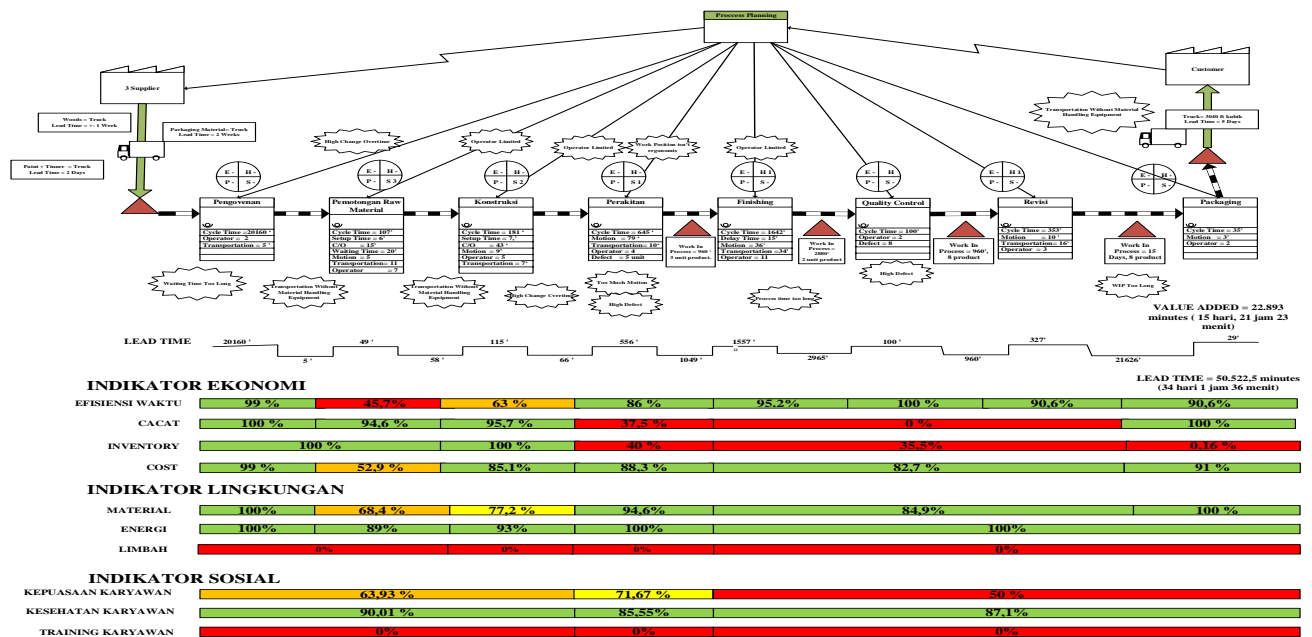 Proccess Planning
3 Supplier
Customer
Woods = Truck
Lead Time = +- 1 Week
Packaging Material= Truck
Lead Time = 2 Weeks
Paint + Tinner = Truck
Lead Time = 2 Days
Transportation Without Material
Handling Equipment
Truck= 3040 ft kubik
Lead Time = 5 Days
High Change Overtime
Operator Limited
Operator Limited
Work Position isn't
ergonomis
Operator Limited
E - H -
P - S -
E - H -
P - S 3
E - H -
P - S 2
E - H -
P - S 1
E - H 1
P - S -
E - H -
P - S -
E - H 1
P - S -
E - H -
P - S -
Pengovenan
Cycle Time =20160 '
Operator = 2
Transportation = 5 '
Pemotongan Raw
Material
Cycle Time = 107'
Setup Time = 6'
C/O = 15'
Waiting Time = 20'
Motion = 5
Transportation= 11
Operator = 7
Konstruksi
Cycle Time = 181 '
Setup Time = 7,'
C/O = 43 '
Motion = 9'
Operator = 5
Transportation = 7'
Perakitan
Cycle Time = 645 '
Motion = 79 '
Transportation= 10'
Operator = 4
Defect = 5 unit
Work In
Process = 960 '
3 unit product.
Finishing
Cycle Time = 1642'
Delay Time = 15'
Motion = 36'
Transportation=34'
Operator = 11
Work In
Process =
2880'
2 unit product
Quality Control
Cycle Time = 100'
Operator = 2
Defect = 8
Work In
Process = 960',
8 product
Revisi
Cycle Time = 353'
Motion = 10 '
Transportation= 16'
Operator = 3
Work In
Process = 15
Days, 8 product
Packaging
Cycle Time = 35'
Motion = 3'
Operator = 2
Waiting Time Too Long
Transportation Without
Material Handling
Equipment
Transportation Without
Material Handling
Equipment
High Change Overtime
Too Much Motion
High Defect
Process time too long
High Defect
WIP Too Long
VALUE ADDED = 22.893
minutes ( 15 hari, 21 jam 23
menit)
LEAD TIME
20160 ' 49 ' 115 ' 556 ' 1557 ' 100 ' 327' 29'
5 ' 58 ' 66 ' 1049 ' 2965' 960' 21626'
LEAD TIME = 50.522,5 minutes
(34 hari 1 jam 36 menit)
INDIKATOR EKONOMI
EFISIENSI WAKTU 99 % 45,7% 63 % 86 % 95.2% 100 % 90,6% 90,6%
CACAT 100 % 94,6 % 95,7 % 37,5 % 0 % 100 %
INVENTORY 100 % 100 % 40 % 35,5% 0,16 %
COST 99 % 52,9 % 85,1% 88,3 % 82,7 % 91 %
INDIKATOR LINGKUNGAN
MATERIAL 100% 68,4 % 77,2 % 94,6% 84,9% 100 %
ENERGI 100% 89% 93% 100% 100%
LIMBAH 0% 0% 0% 0%
INDIKATOR SOSIAL
KEPUASAAN KARYAWAN 63,93 % 71,67 % 50 %
KESEHATAN KARYAWAN 90,01 % 85,55% 87,1%
TRAINING KARYAWAN 0% 0% 0%